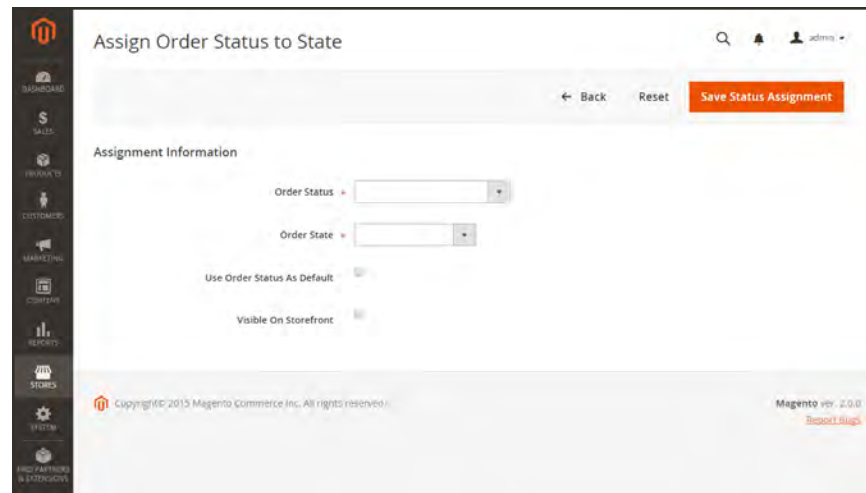 Assign Order Status to State
admin
← Back
Reset
Save Status Assignment
DASHBOARD
$
SALES
PRODUCTS
CUSTOMERS
MARKETING
CONTENT
REPORTS
STORES
SYSTEM
FIND PARTNERS
& EXTENSIONS
Assignment Information
Order Status *
Order State *
Use Order Status As Default
Visible On Storefront
Copyright© 2015 Magento Commerce Inc. All rights reserved.
Magento ver. 2.0.0
Report Bugs